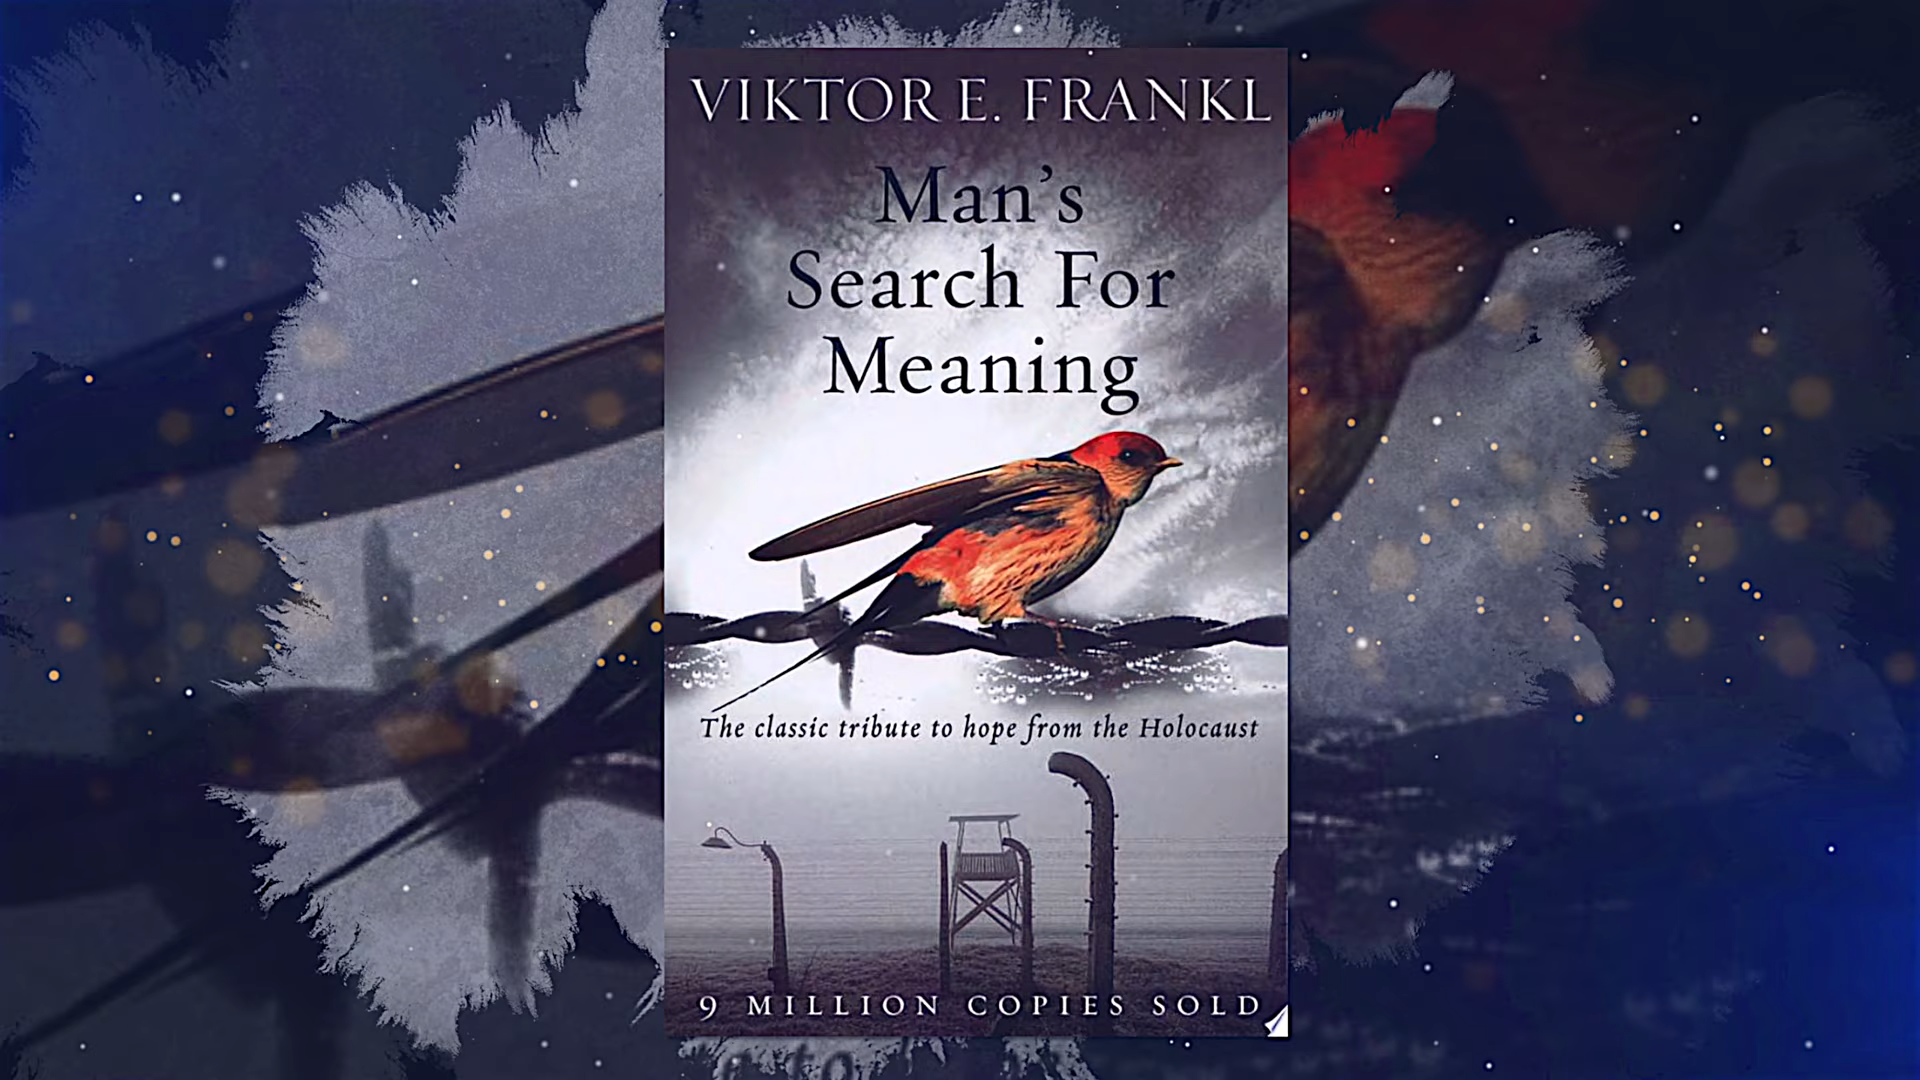 VIKTOR E. FRANKL
Man's
Search For
Meaning
The classic tribute to hope from the Holocaust
9 MILLION COPIES SOLD